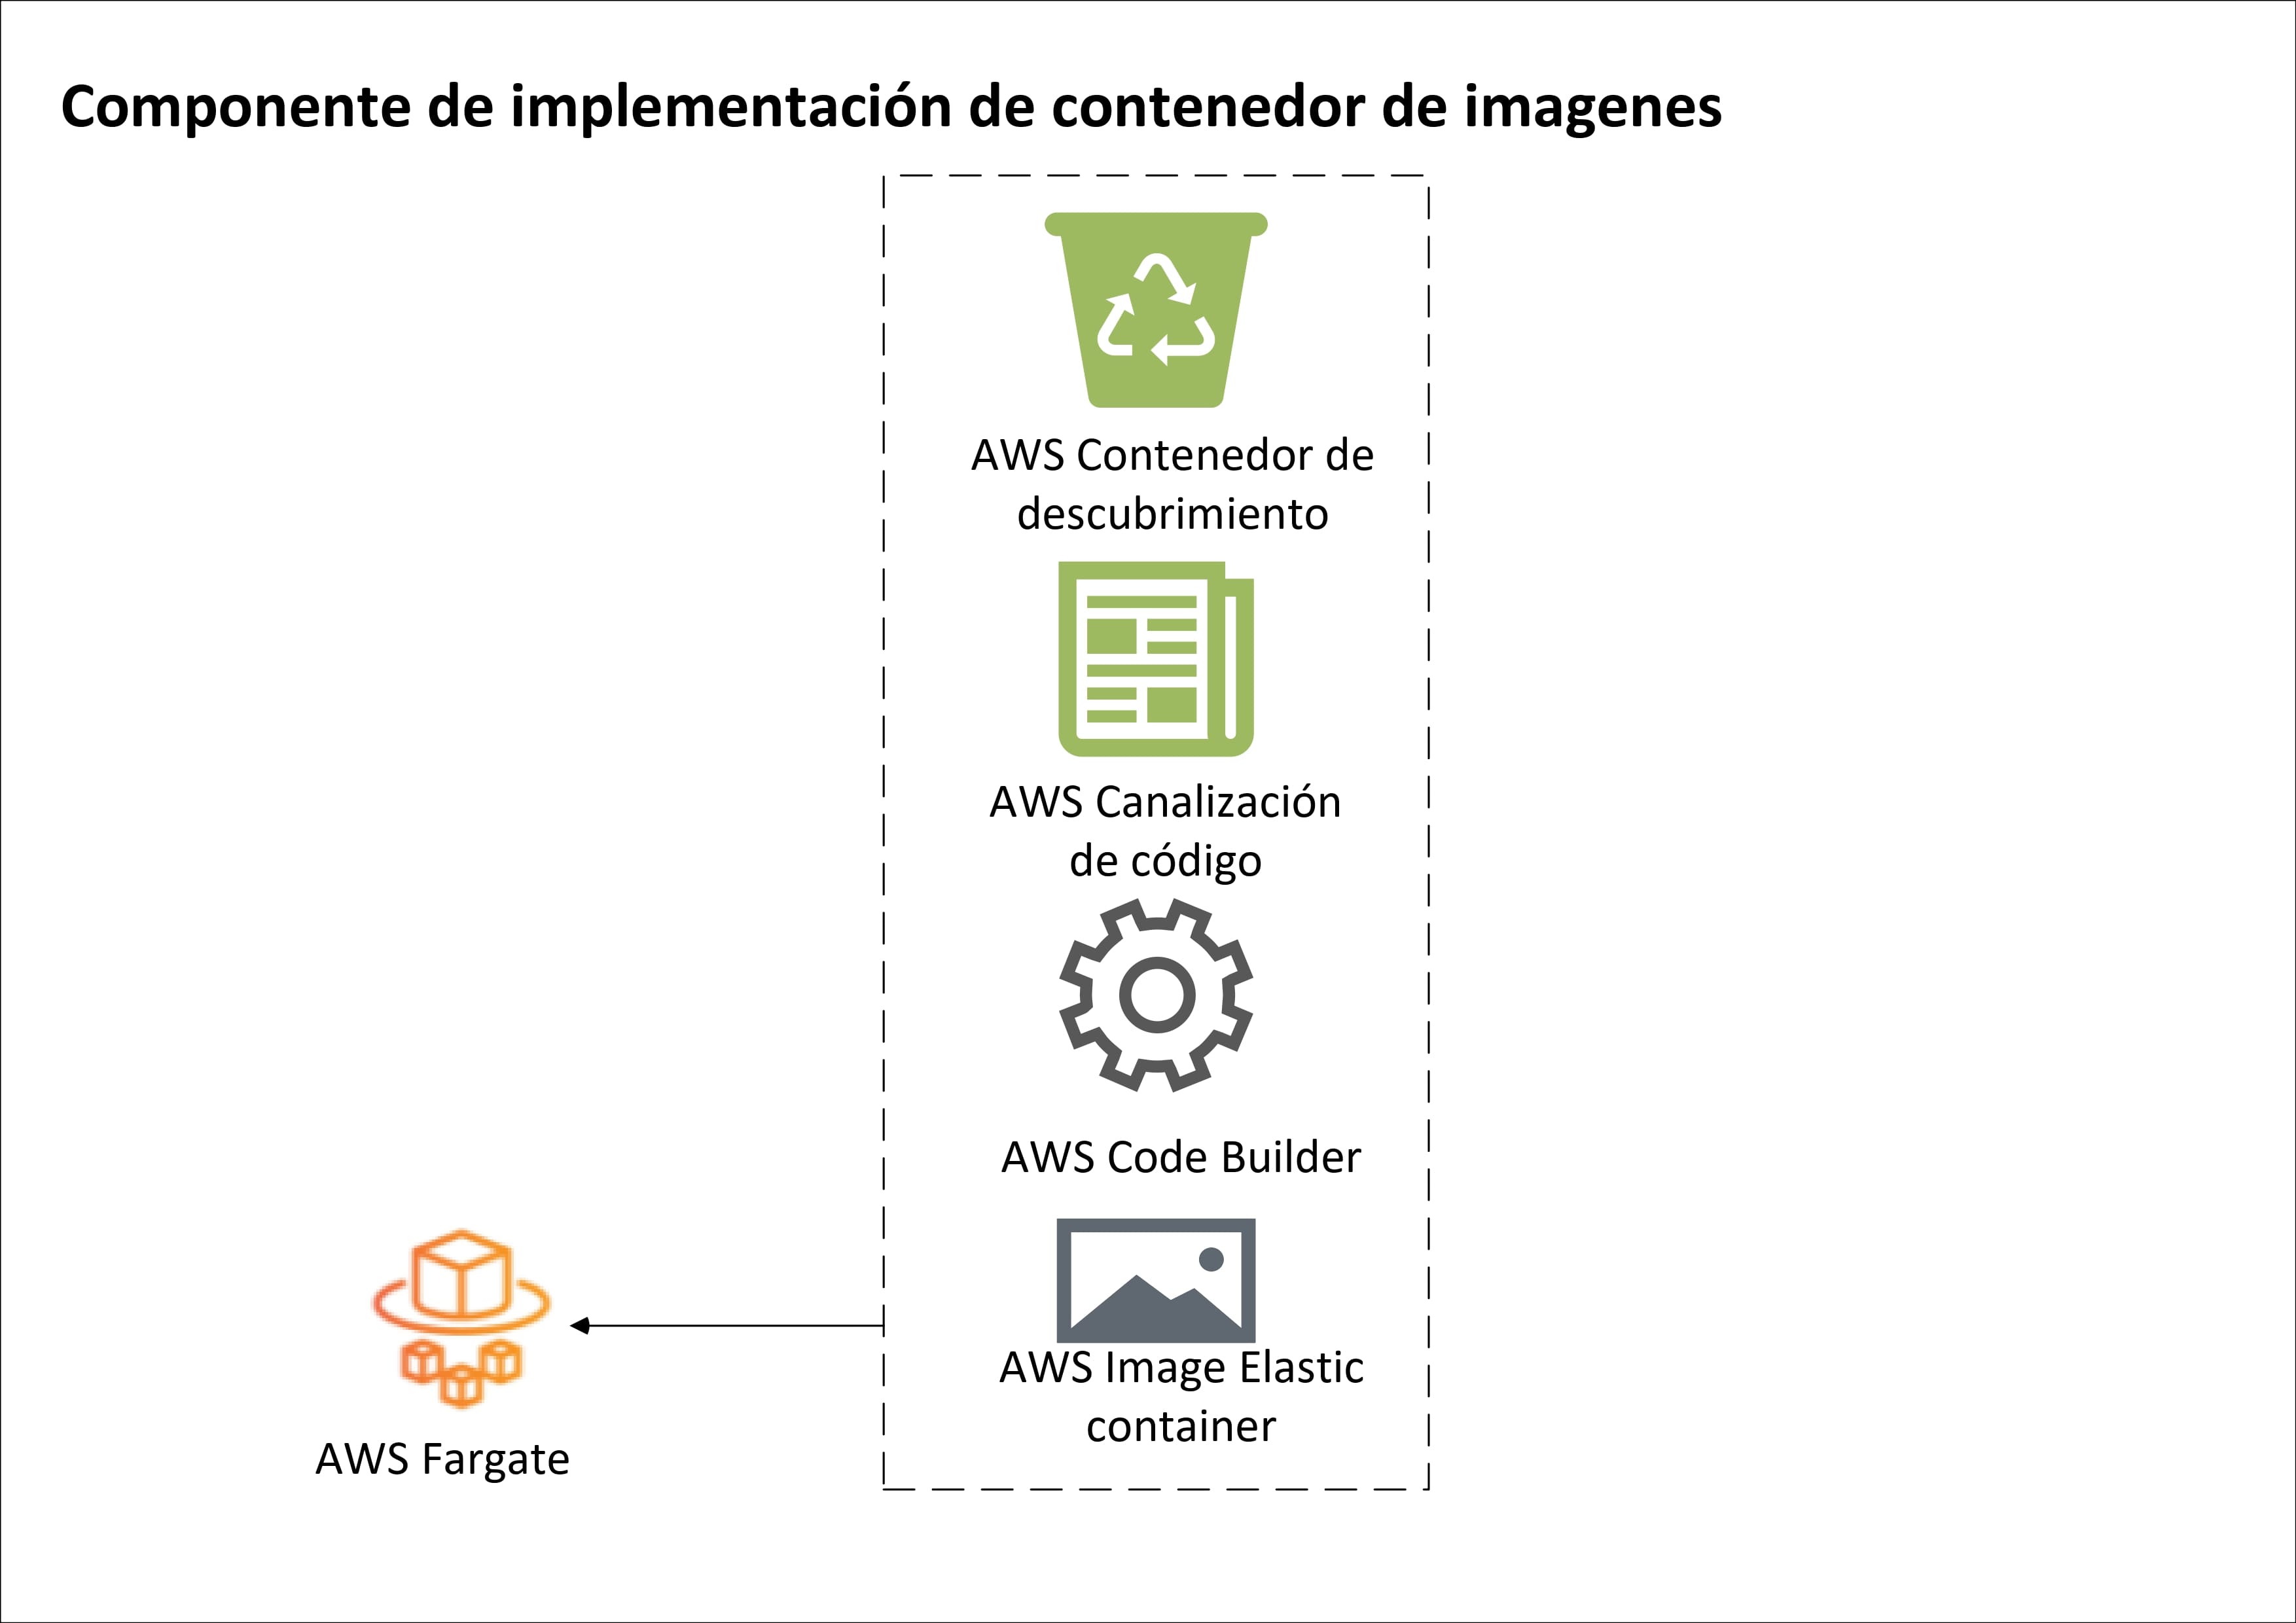 Componente de implementación de contenedor de imagenes
AWS Contenedor de
descubrimiento
AWS Canalización
de código
AWS Code Builder
AWS Image Elastic
container
AWS Fargate